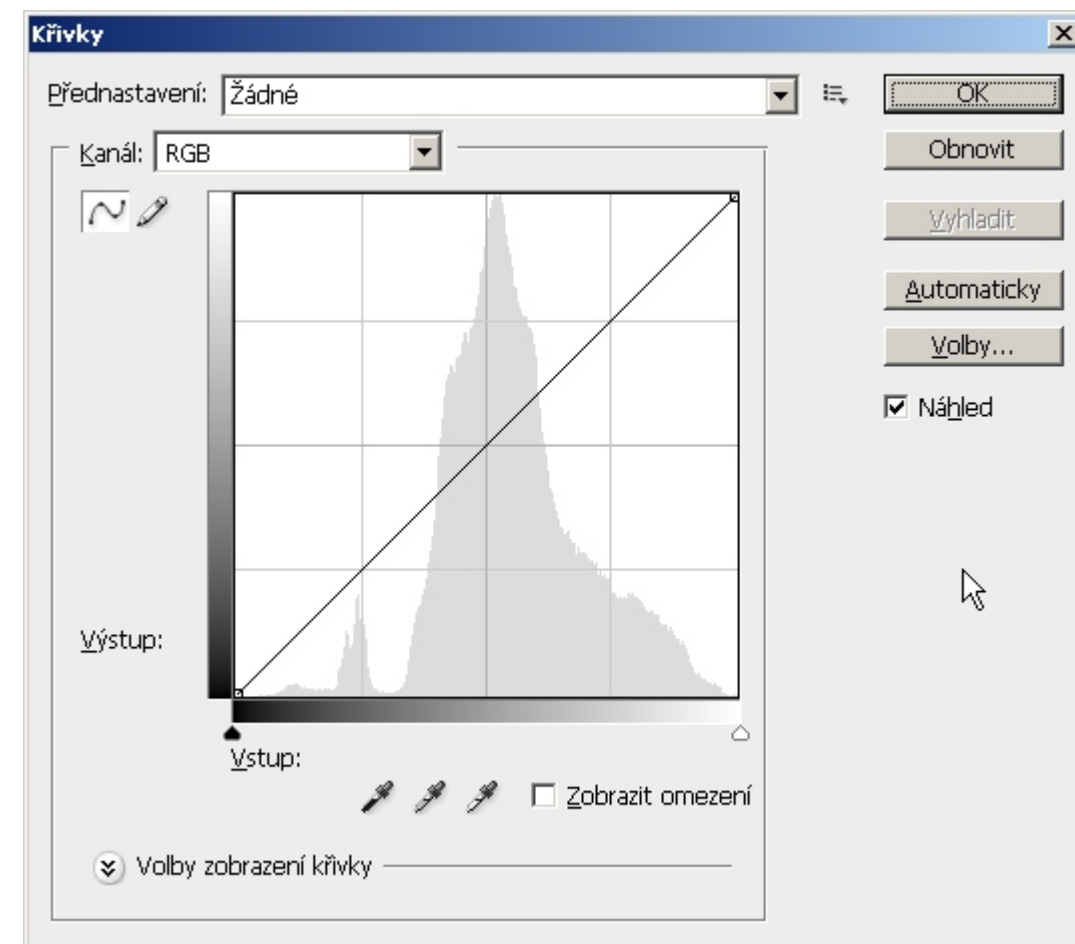 Křivky
Přednastavení: Žádné
OK
Kanál: RGB
Obnovit
Vyhladit
Automaticky
Volby...
Náhled
Výstup:
Vstup:
Zobrazit omezení
Volby zobrazení křivky